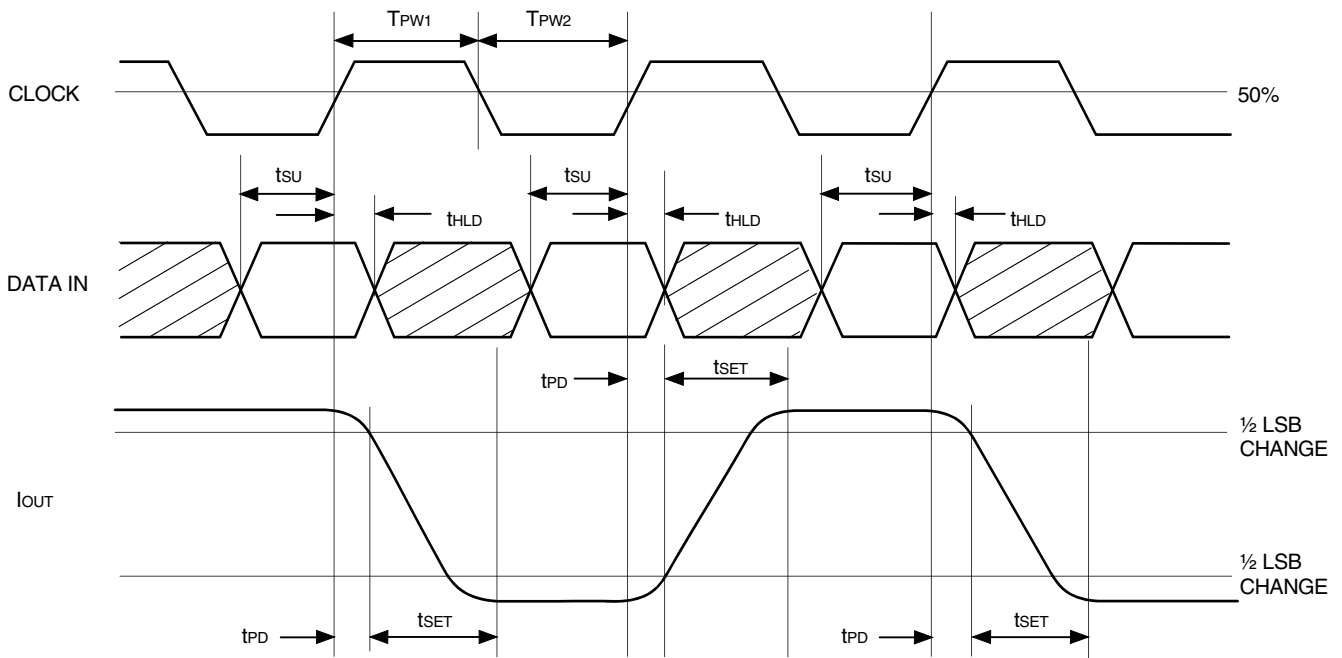 TPW1 TPW2
CLOCK 50%
tSU tSU tSU
tHLD tHLD tHLD
DATA IN
tPD tSET
½ LSB
CHANGE
IOUT
½ LSB
CHANGE
tPD tSET tPD tSET